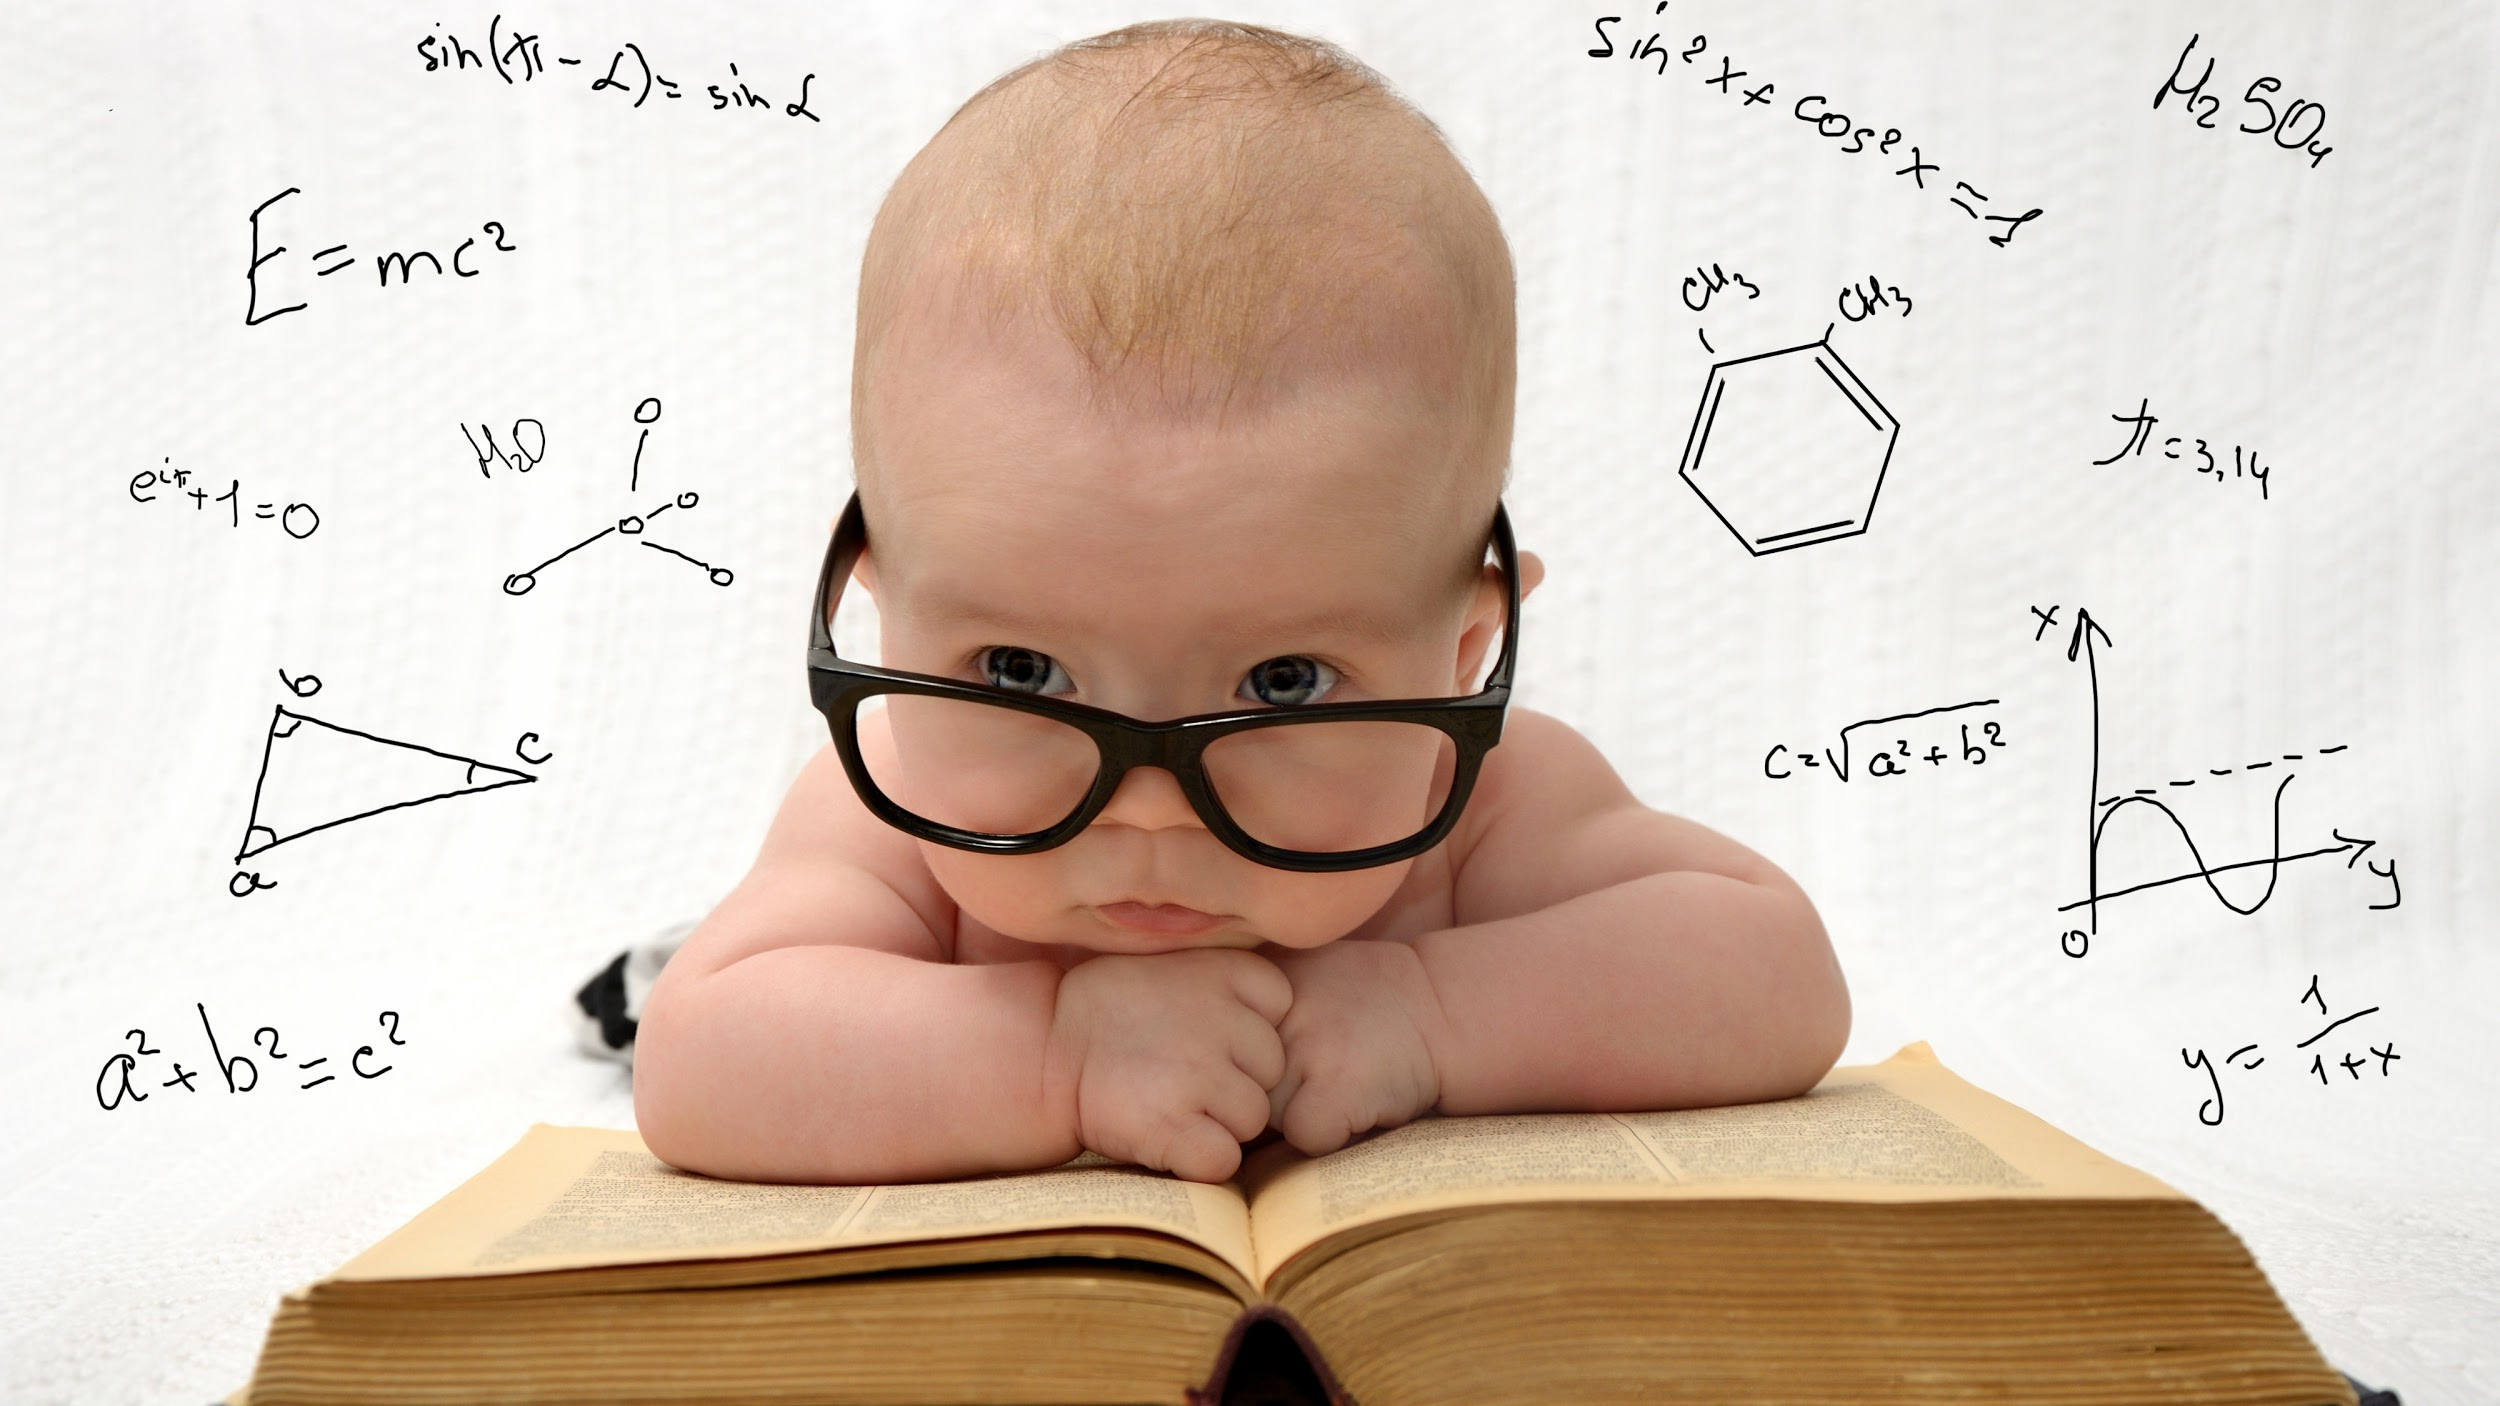 sin(π - α) = sin α
sin²x + cos²x = 1
H₂SO₄
E = mc²
CH₃
CH₃
H₂O
O
O
O
O
O
e^iπ + 1 = 0
π = 3,14
x
b
c
a
c = √a² + b²
y
0
a² + b² = c²
y = 1/1+x